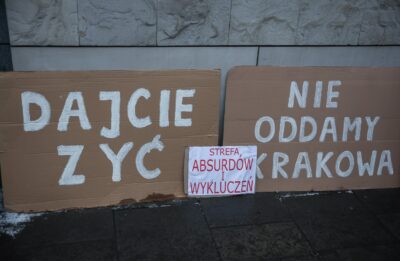 DAJCIE
ŻYĆ
STREFA
ABSURDÓW
I
WYKLUCZEŃ
NIE
ODDAMY
KRAKOWA